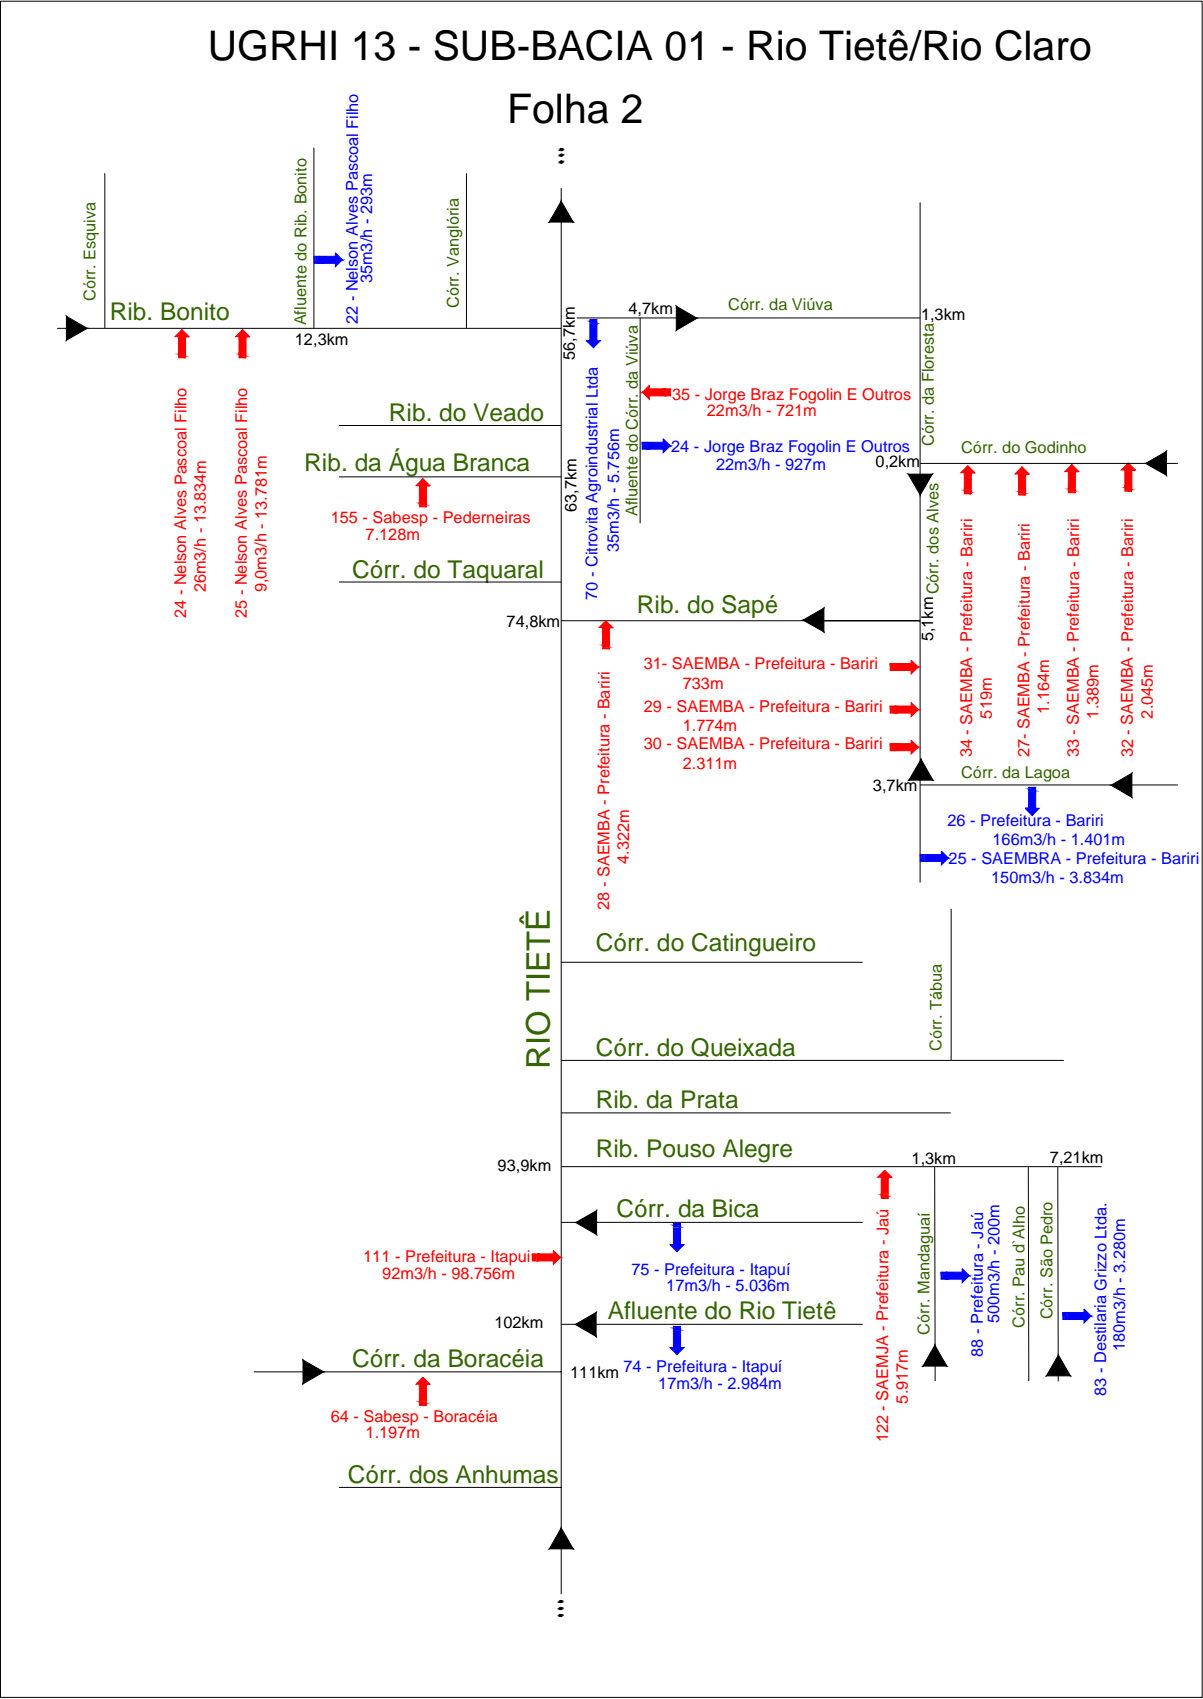 UGRHI 13 - SUB-BACIA 01 - Rio Tietê/Rio Claro
Folha 2
Córr. Esquiva
Rib. Bonito
Afluente do Rib. Bonito
12,3km
22 - Nelson Alves Pascoal Filho
35m3/h - 293m
Córr. Vanglória
24 - Nelson Alves Pascoal Filho
26m3/h - 13.834m
25 - Nelson Alves Pascoal Filho
9,0m3/h - 13.781m
56,7km
4,7km
Córr. da Viúva
1,3km
Córr. da Floresta
70 - Citrovita Agroindustrial Ltda
35m3/h - 5.756m
Afluente do Córr. da Viúva
35 - Jorge Braz Fogolin E Outros
22m3/h - 721m
24 - Jorge Braz Fogolin E Outros
22m3/h - 927m
Rib. do Veado
Rib. da Água Branca
63,7km
155 - Sabesp - Pederneiras
7.128m
Córr. do Taquaral
0,2km
Córr. do Godinho
Córr. dos Alves
34 - SAEMBA - Prefeitura - Bariri
519m
27- SAEMBA - Prefeitura - Bariri
1.164m
33 - SAEMBA - Prefeitura - Bariri
1.389m
32 - SAEMBA - Prefeitura - Bariri
2.045m
74,8km
Rib. do Sapé
5,1km
28 - SAEMBA - Prefeitura - Bariri
4.322m
31- SAEMBA - Prefeitura - Bariri
733m
29 - SAEMBA - Prefeitura - Bariri
1.774m
30 - SAEMBA - Prefeitura - Bariri
2.311m
3,7km
Córr. da Lagoa
26 - Prefeitura - Bariri
166m3/h - 1.401m
25 - SAEMBRA - Prefeitura - Bariri
150m3/h - 3.834m
RIO TIETÊ
Córr. do Catingueiro
Córr. Tábua
Córr. do Queixada
Rib. da Prata
Rib. Pouso Alegre
93,9km
1,3km
7,21km
122 - SAEMJA - Prefeitura - Jaú
5.917m
Córr. Mandaguaí
88 - Prefeitura - Jaú
500m3/h - 200m
Córr. Pau d`Alho
Córr. São Pedro
83 - Destilaria Grizzo Ltda.
180m3/h - 3.280m
Córr. da Bica
111 - Prefeitura - Itapuí
92m3/h - 98.756m
75 - Prefeitura - Itapuí
17m3/h - 5.036m
102km
Afluente do Rio Tietê
Córr. da Boracéia
111km
74 - Prefeitura - Itapuí
17m3/h - 2.984m
64 - Sabesp - Boracéia
1.197m
Córr. dos Anhumas